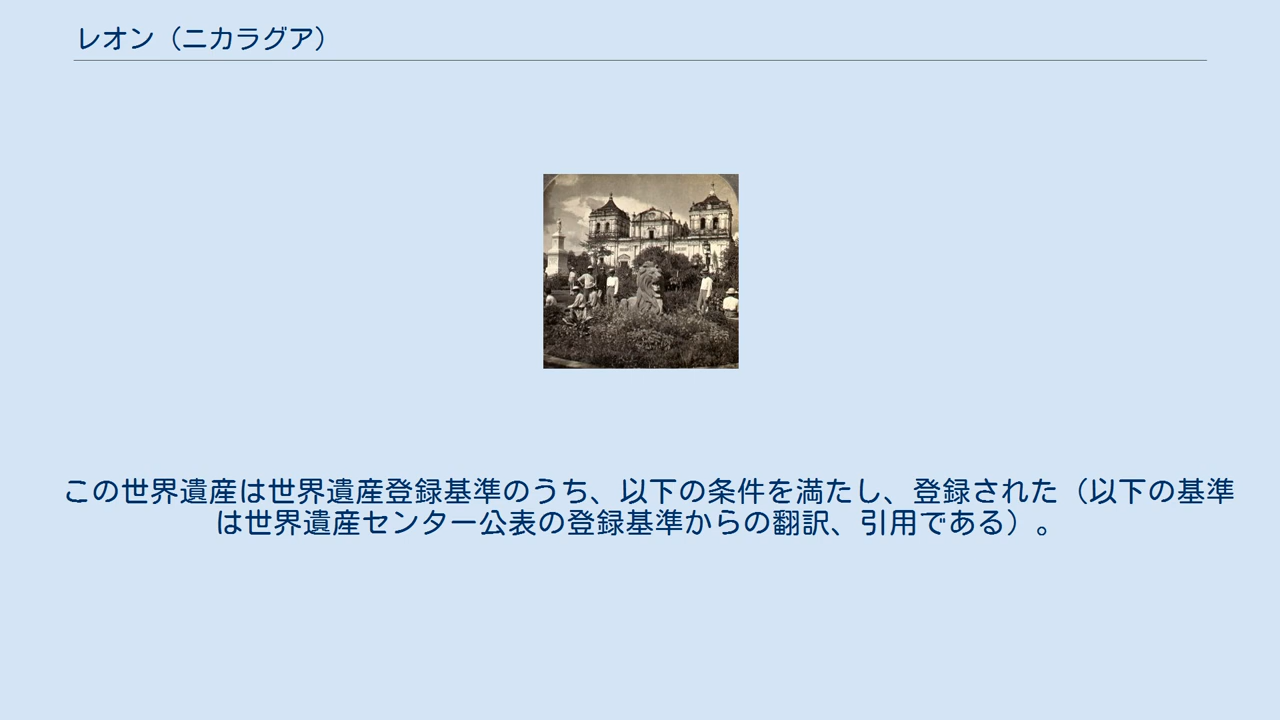 レオン（ニカラグア）
この世界遺産は世界遺産登録基準のうち、以下の条件を満たし、登録された（以下の基準
は世界遺産センター公表の登録基準からの翻訳、引用である）。